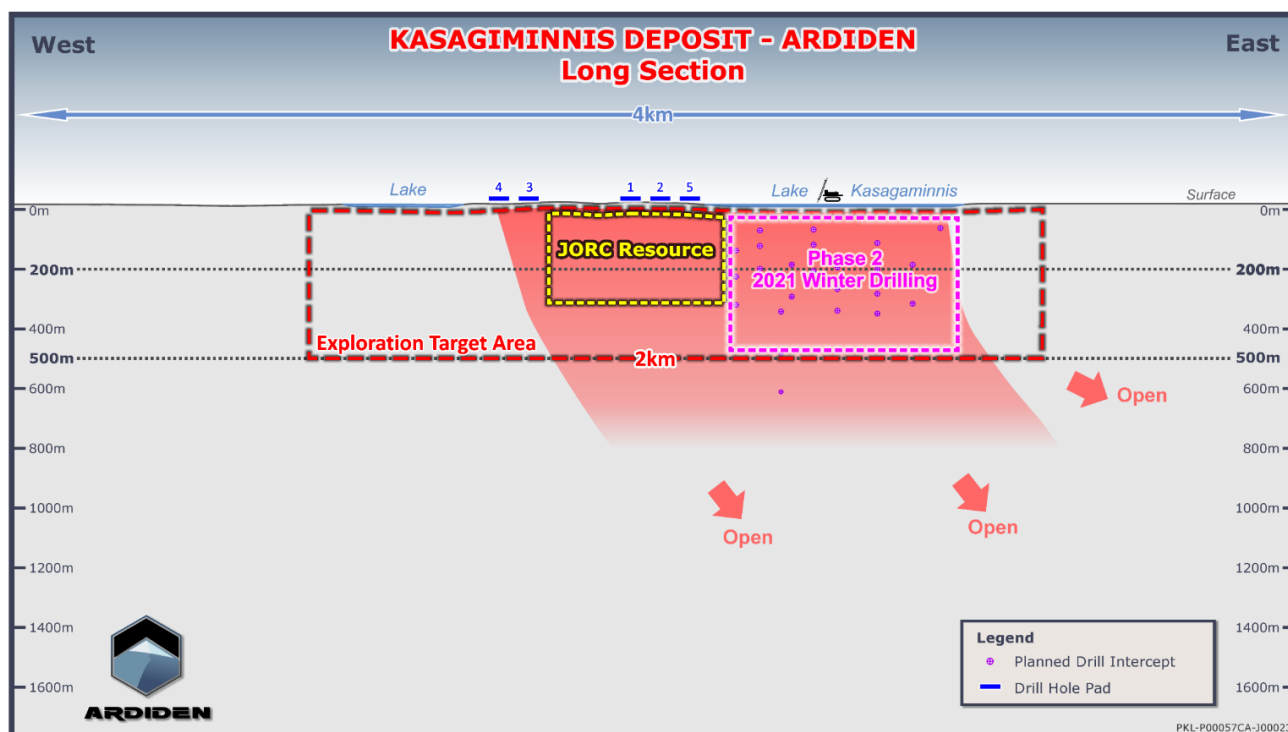 West
KASAGIMINNIS DEPOSIT - ARDIDEN
East
Long Section
4km
Lake
4
3
1
2
5
Lake
Kasagaminnis
Surface
0m
0m
JORC Resource
Phase 2
2021 Winter Drilling
200m
200m
400m
400m
Exploration Target Area
500m
2km
500m
600m
600m
Open
800m
800m
1000m
1000m
Open
Open
1200m
1200m
1400m
1400m
1600m
1600m
Legend
Planned Drill Intercept
Drill Hole Pad
ARDIDEN